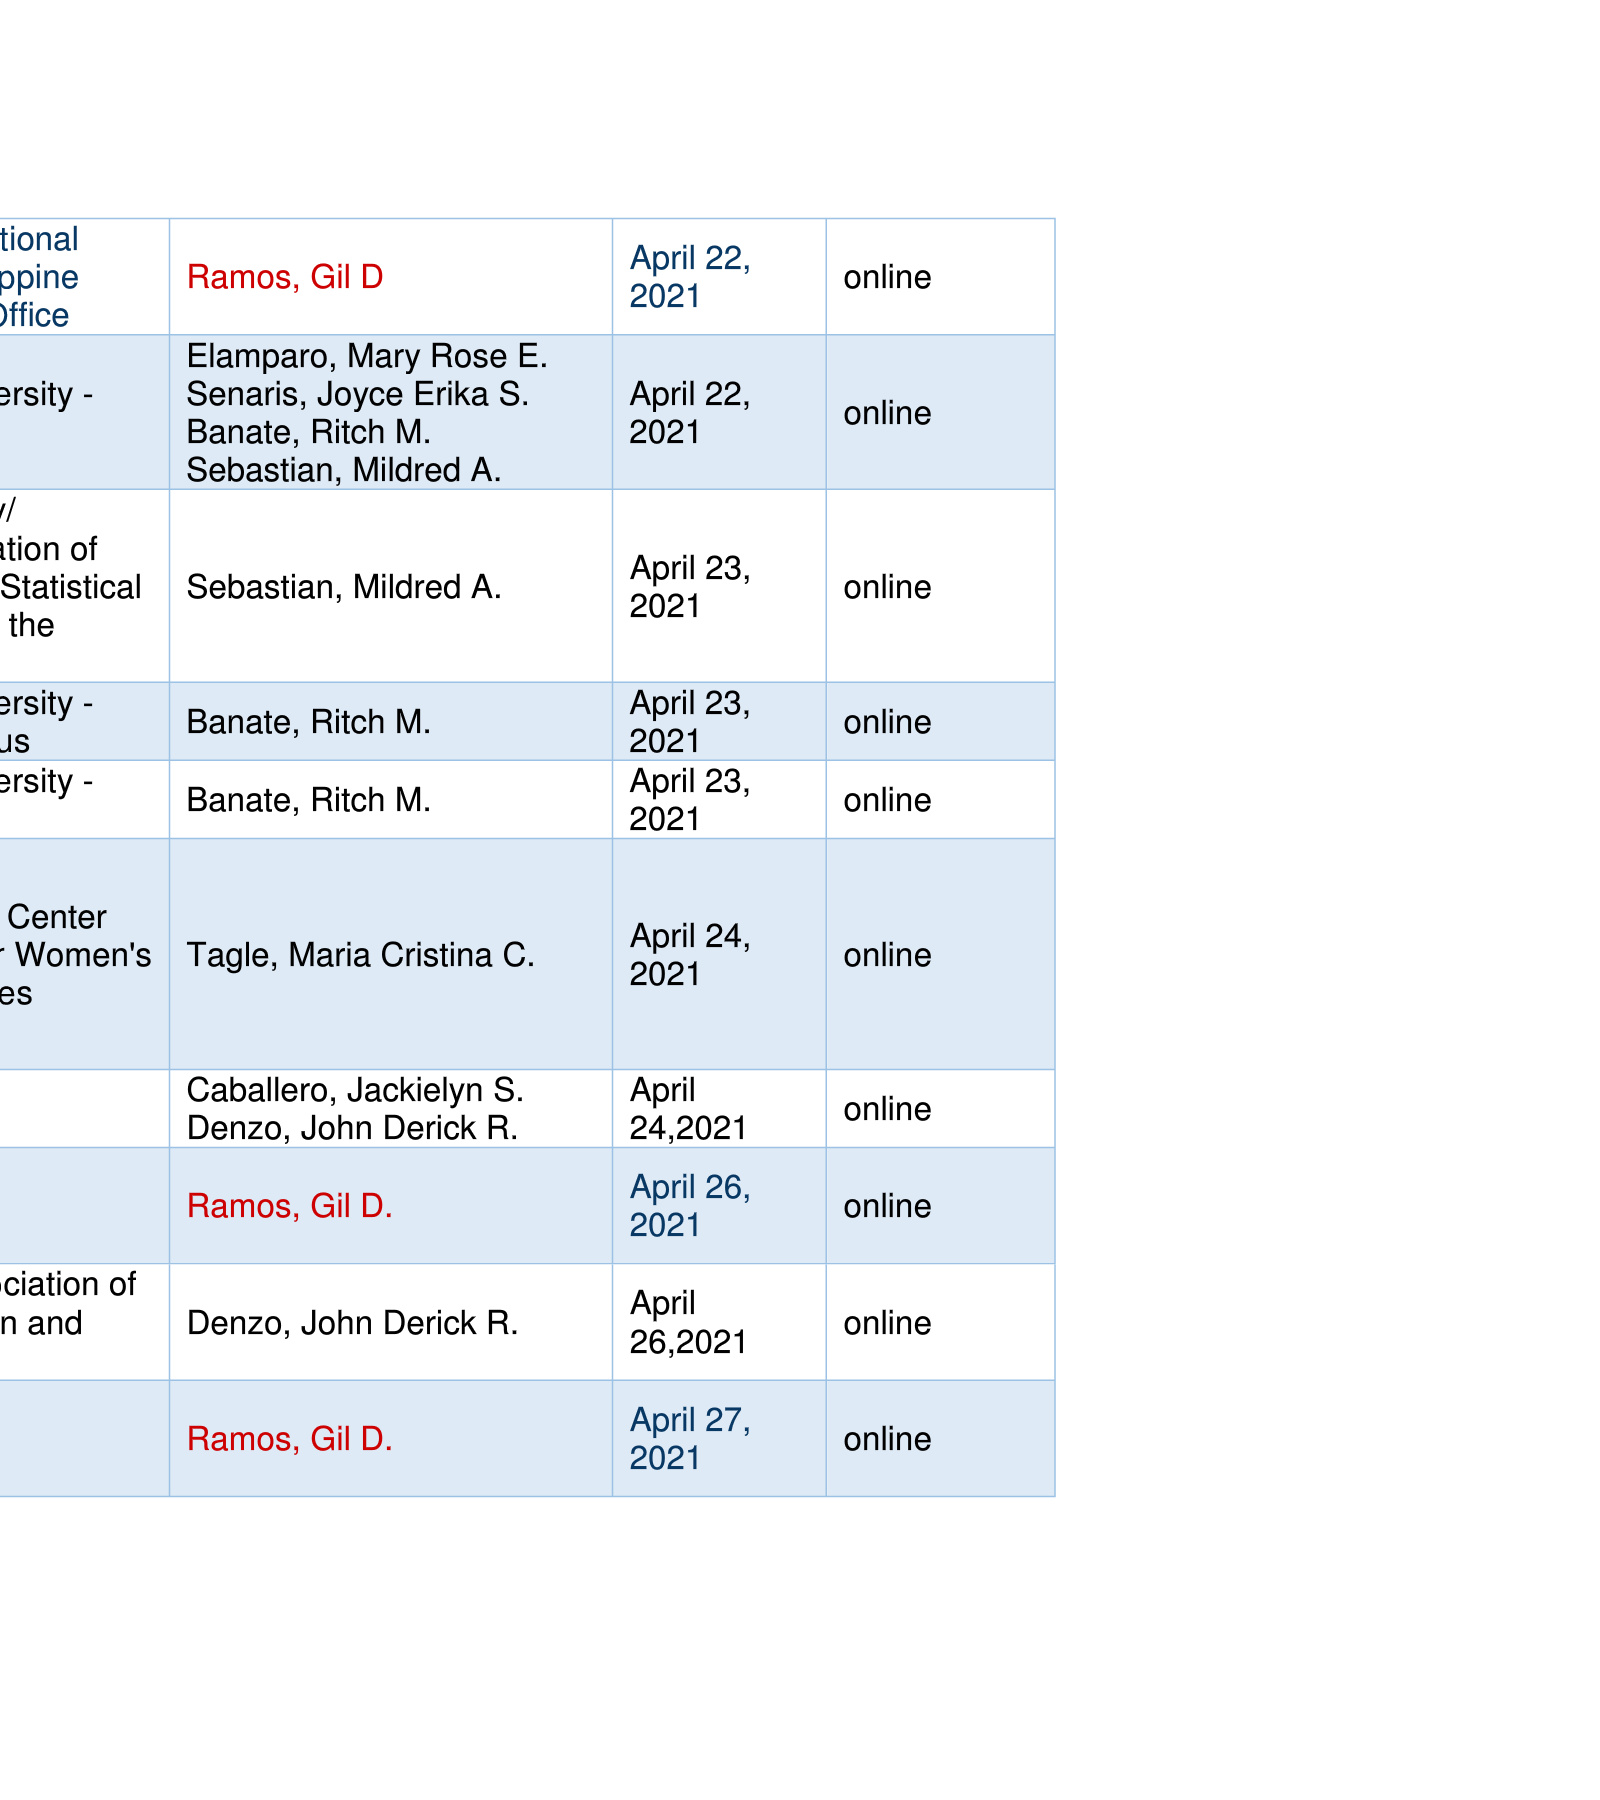 tional
ppine
Office
Ramos, Gil D
April 22,
2021
online
ersity -
Elamparo, Mary Rose E.
Senaris, Joyce Erika S.
Banate, Ritch M.
Sebastian, Mildred A.
April 22,
2021
online
y/
ation of
Statistical
the
Sebastian, Mildred A.
April 23,
2021
online
ersity -
us
Banate, Ritch M.
April 23,
2021
online
ersity -
Banate, Ritch M.
April 23,
2021
online
Center
r Women's
es
Tagle, Maria Cristina C.
April 24,
2021
online
Caballero, Jackielyn S.
Denzo, John Derick R.
April
24,2021
online
Ramos, Gil D.
April 26,
2021
online
ciation of
n and
Denzo, John Derick R.
April
26,2021
online
Ramos, Gil D.
April 27,
2021
online